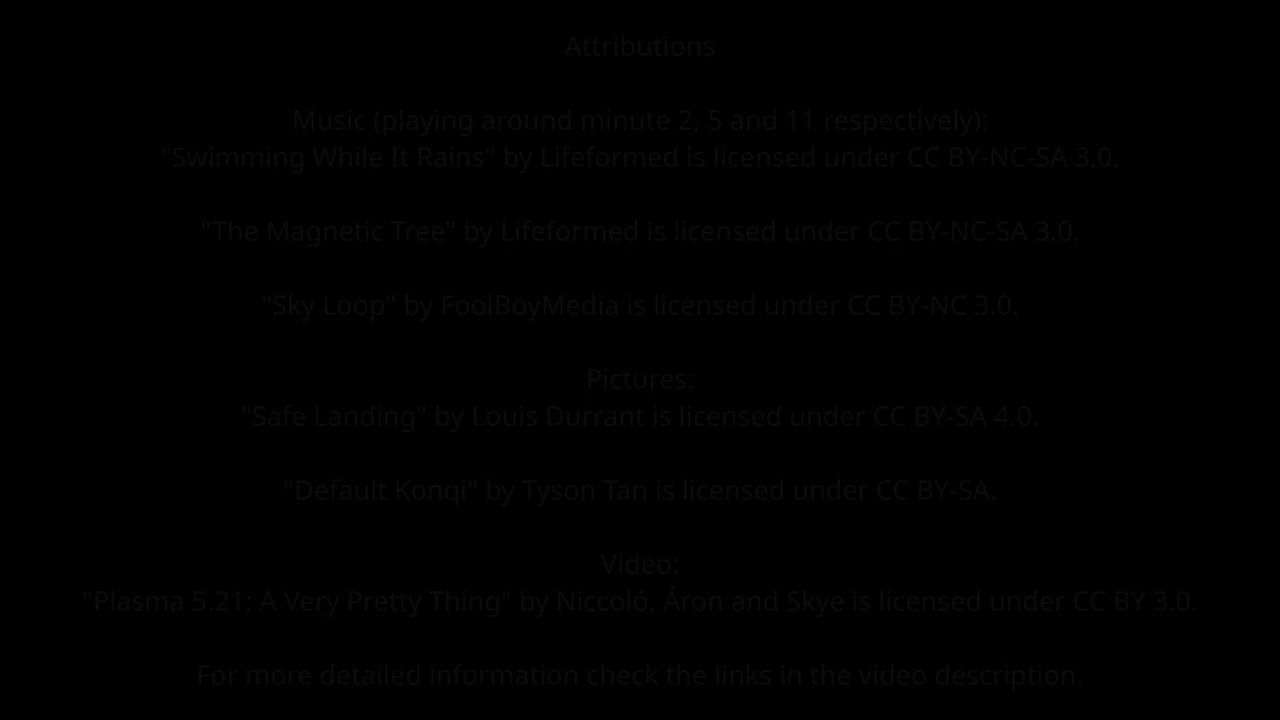 Attributions
Music (playing around minute 2, 5 and 11 respectively):
"Swimming While It Rains" by Lifeformed is licensed under CC BY-NC-SA 3.0.
"The Magnetic Tree" by Lifeformed is licensed under CC BY-NC-SA 3.0.
"Sky Loop" by FoolBoyMedia is licensed under CC BY-NC 3.0.
Pictures:
"Safe Landing" by Louis Durrant is licensed under CC BY-SA 4.0.
"Default Konqi" by Tyson Tan is licensed under CC BY-SA.
Video:
"Plasma 5.21: A Very Pretty Thing" by Niccoló, Áron and Skye is licensed under CC BY 3.0.
For more detailed information check the links in the video description.